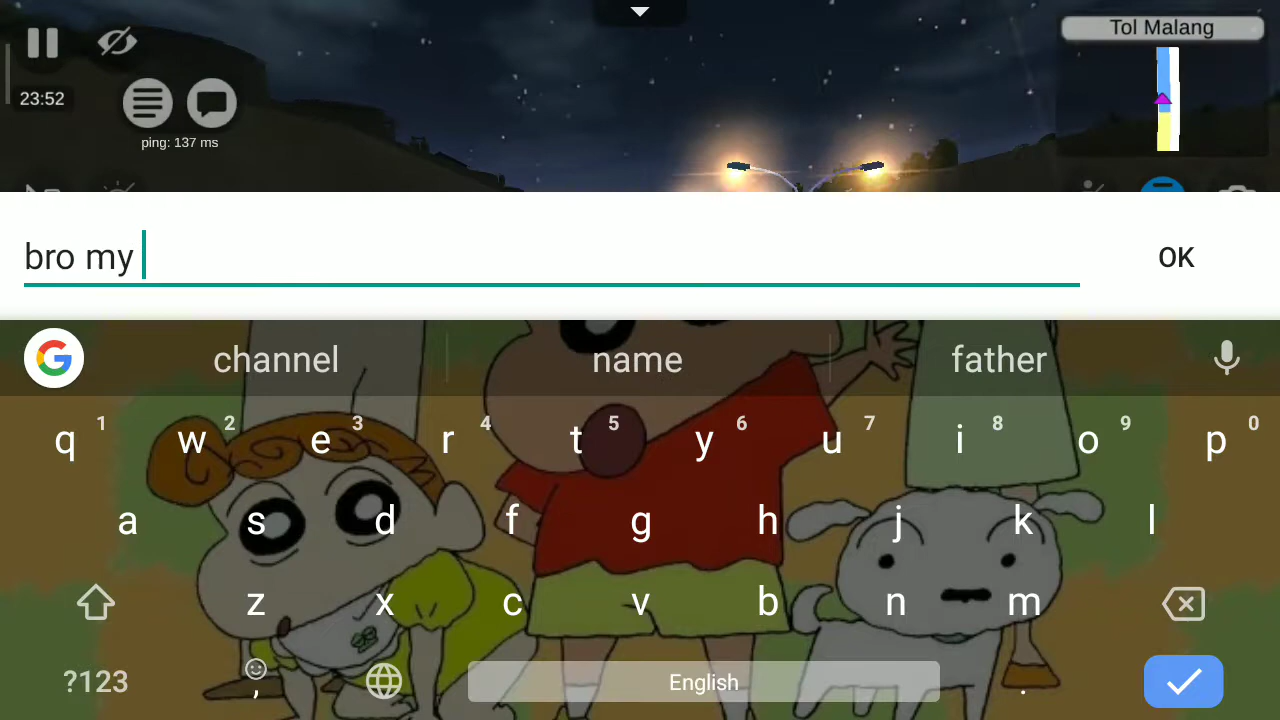 Tol Malang
23:52
ping: 137 ms
bro my
OK
channel name father
q 1 w 2 e 3 r 4 t 5 y 6 u 7 i 8 o 9 p 0
a s d f g h j k l
z x c v b n m
?123 , English .